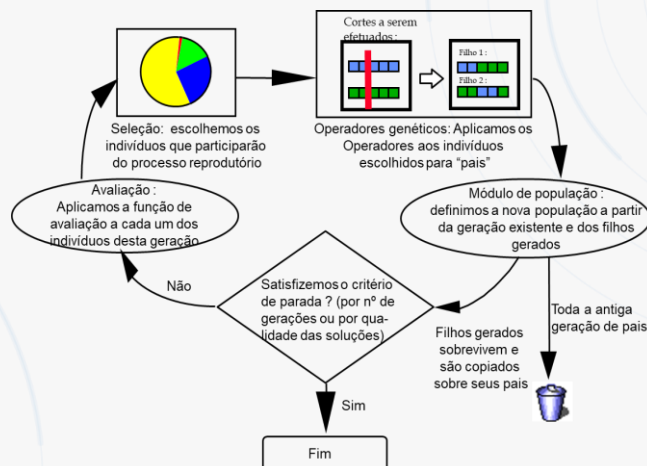 Cortes a serem
efetuados :
Filho 1 :
Filho 2 :
Seleção: escolhemos os
indivíduos que participarão
do processo reprodutório
Operadores genéticos: Aplicamos os
Operadores aos indivíduos
escolhidos para “pais”
Avaliação :
Aplicamos a função de
avaliação a cada um dos
indivíduos desta geração
Módulo de população :
definimos a nova população a partir
da geração existente e dos filhos
gerados
Não
Satisfizemos o critério
de parada ? (por nº de
gerações ou por qua-
lidade das soluções)
Filhos gerados
sobrevivem e
são copiados
sobre seus pais
Toda a antiga
geração de pais
Sim
Fim